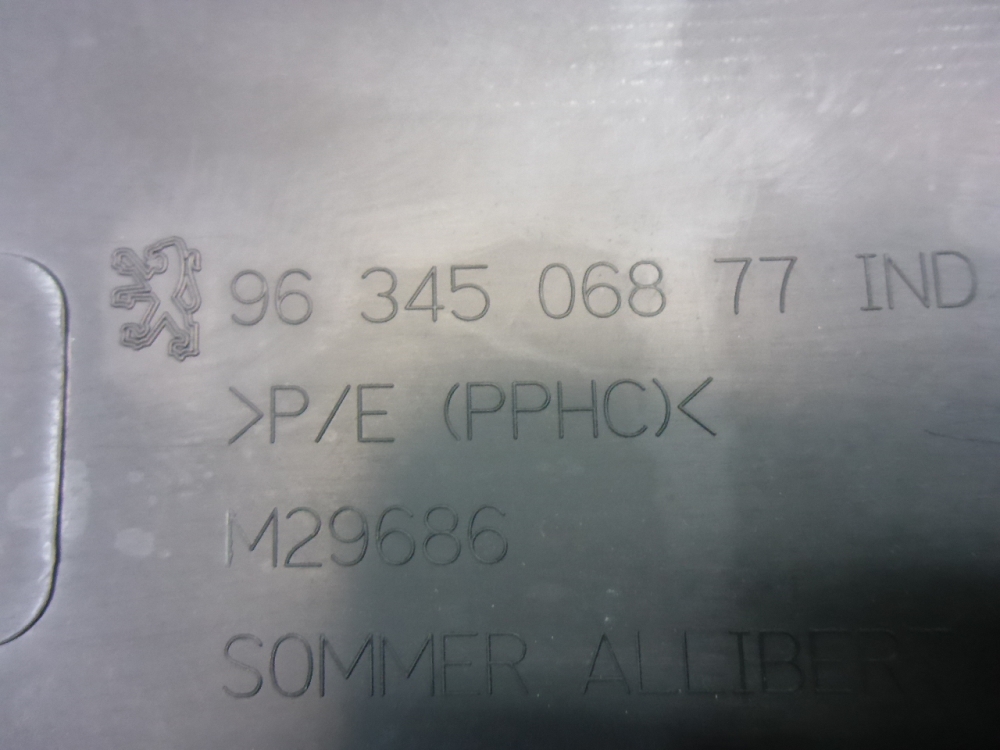 96 345 068 77 IND
>P/E (PPHC)<
M29686
SOMMER ALLIBERT